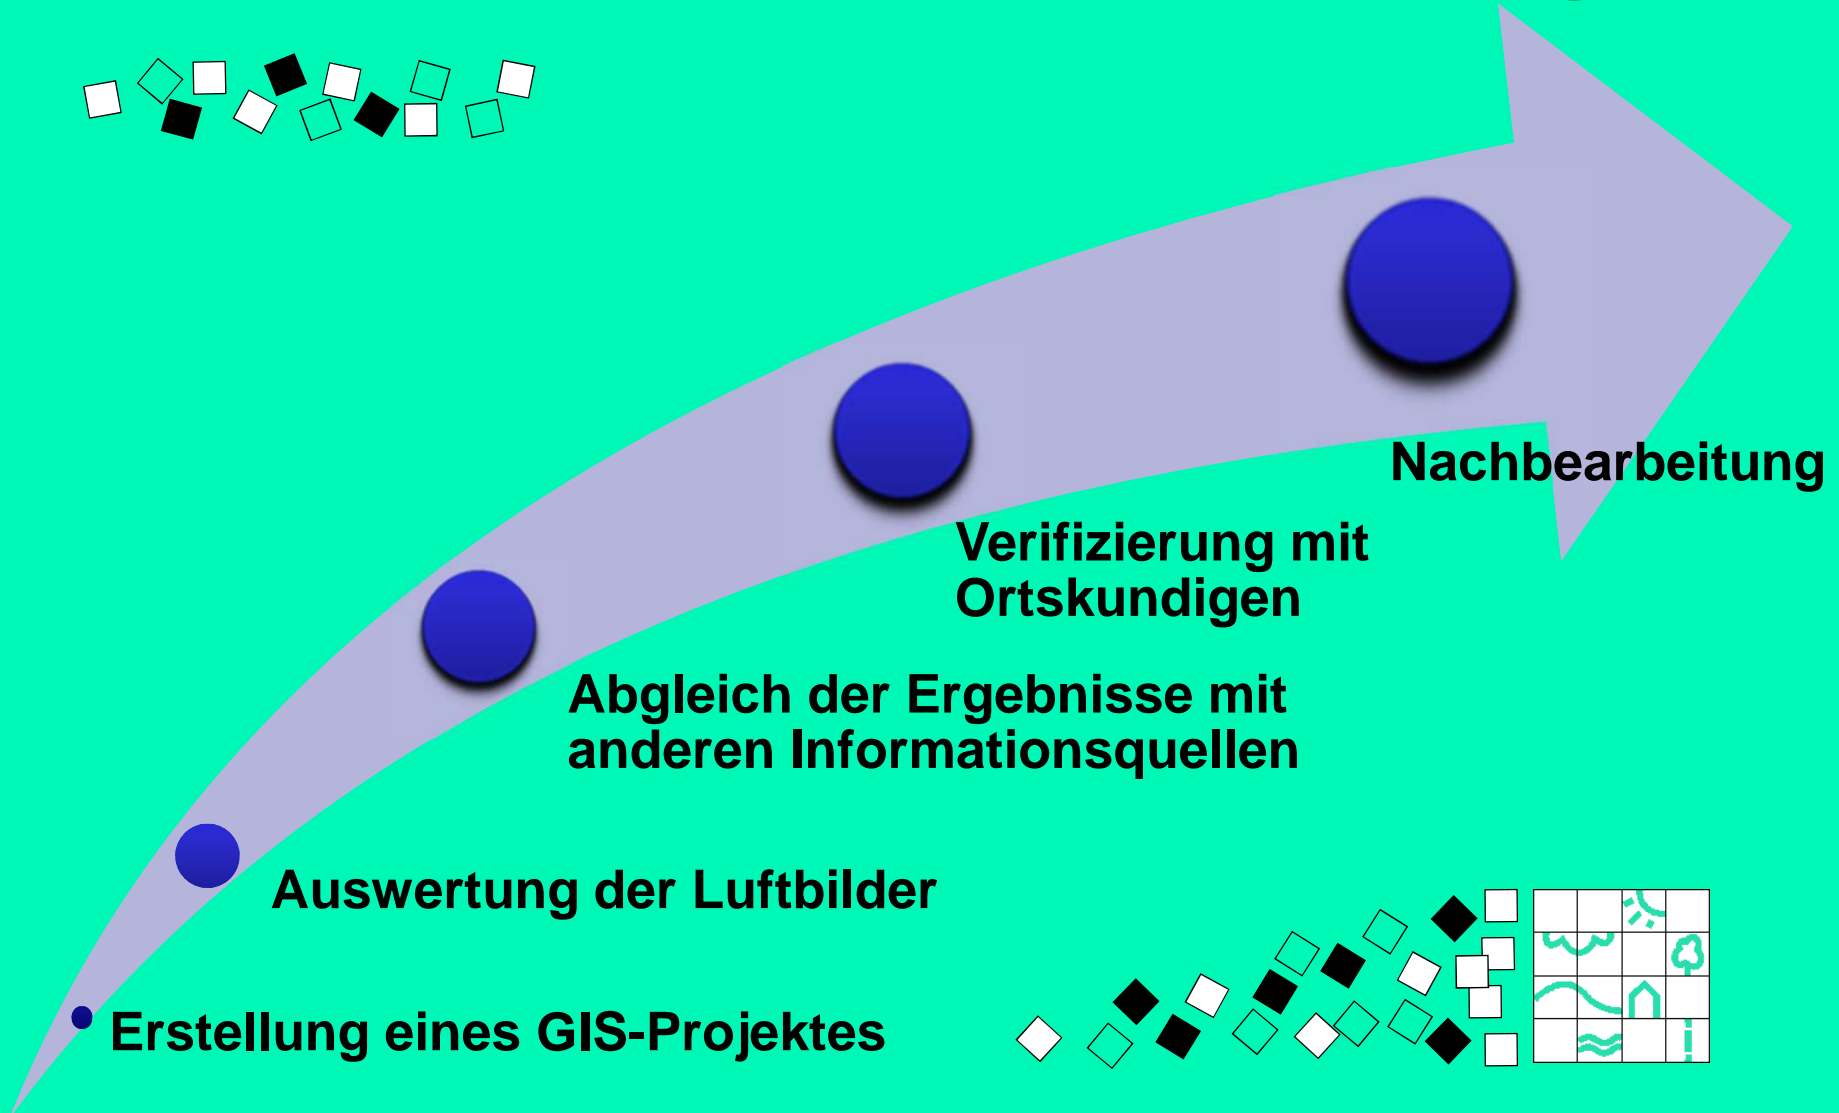 Nachbearbeitung
Verifizierung mit
Ortskundigen
Abgleich der Ergebnisse mit
anderen Informationsquellen
Auswertung der Luftbilder
Erstellung eines GIS-Projektes